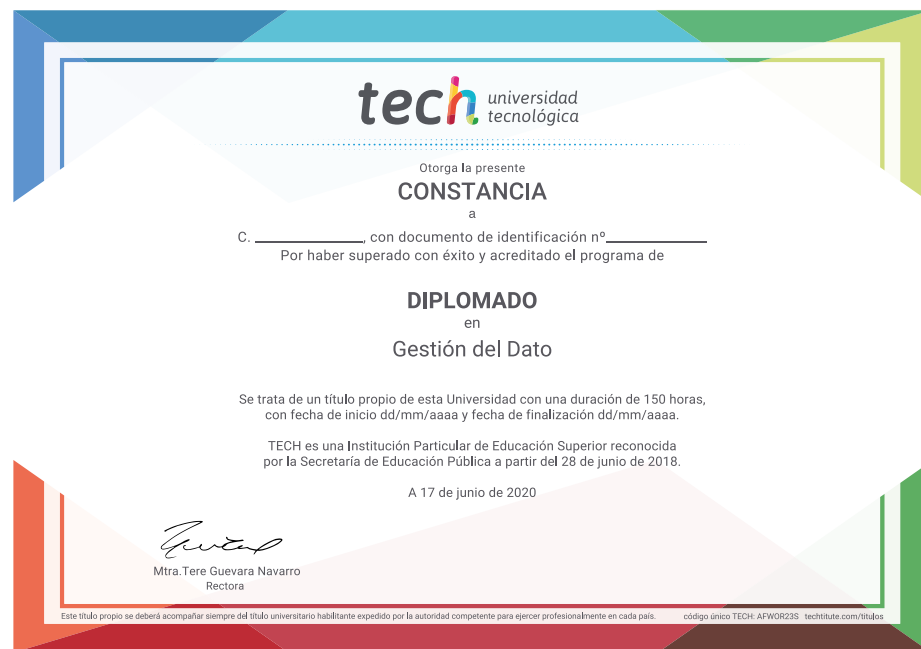 tech universidad
tecnológica
Otorga la presente
CONSTANCIA
a
C. ______________, con documento de identificación nº______________
Por haber superado con éxito y acreditado el programa de
DIPLOMADO
en
Gestión del Dato
Se trata de un título propio de esta Universidad con una duración de 150 horas,
con fecha de inicio dd/mm/aaaa y fecha de finalización dd/mm/aaaa.
TECH es una Institución Particular de Educación Superior reconocida
por la Secretaría de Educación Pública a partir del 28 de junio de 2018.
A 17 de junio de 2020
Mtra.Tere Guevara Navarro
Rectora
Este título propio se deberá acompañar siempre del título universitario habilitante expedido por la autoridad competente para ejercer profesionalmente en cada país. código único TECH: AFWOR23S techtitute.com/titulos